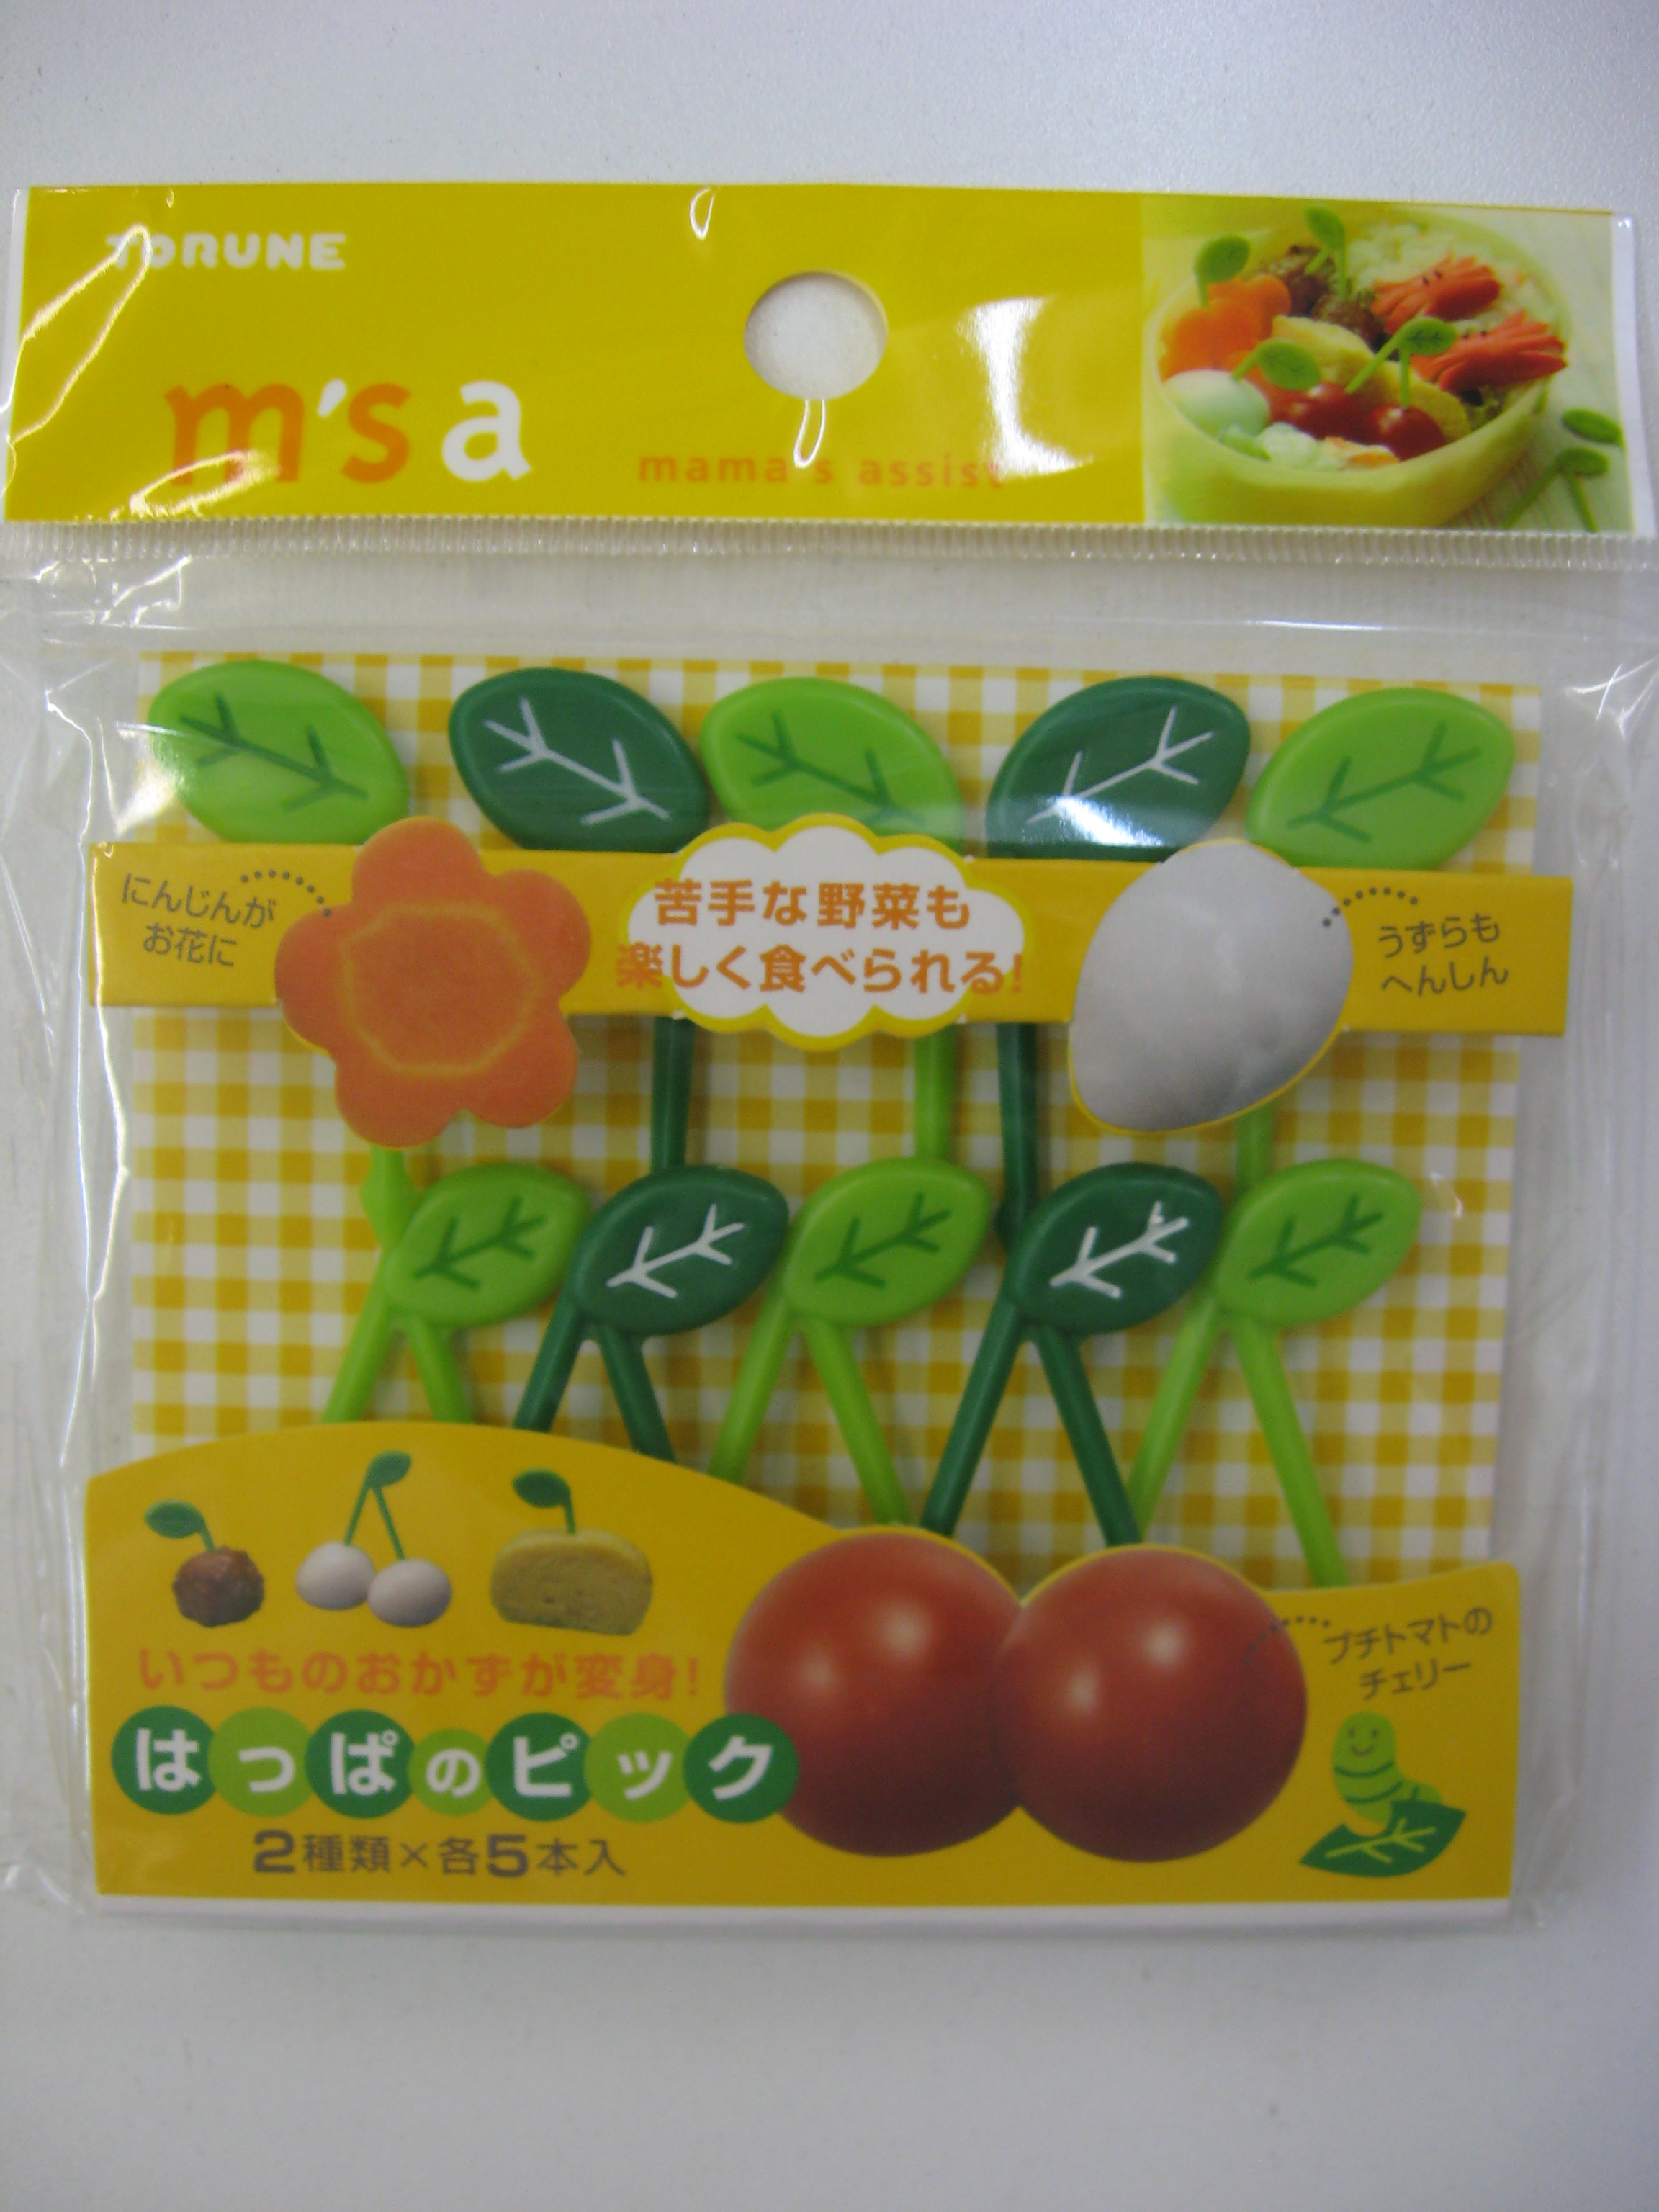 TORUNE
m's a
mama's assist
にんじんが
お花に
苦手な野菜も
楽しく食べられる!
うずらも
へんしん
いつものおかずが変身!
はっぱのピック
2種類×各5本入
プチトマトの
チェリー